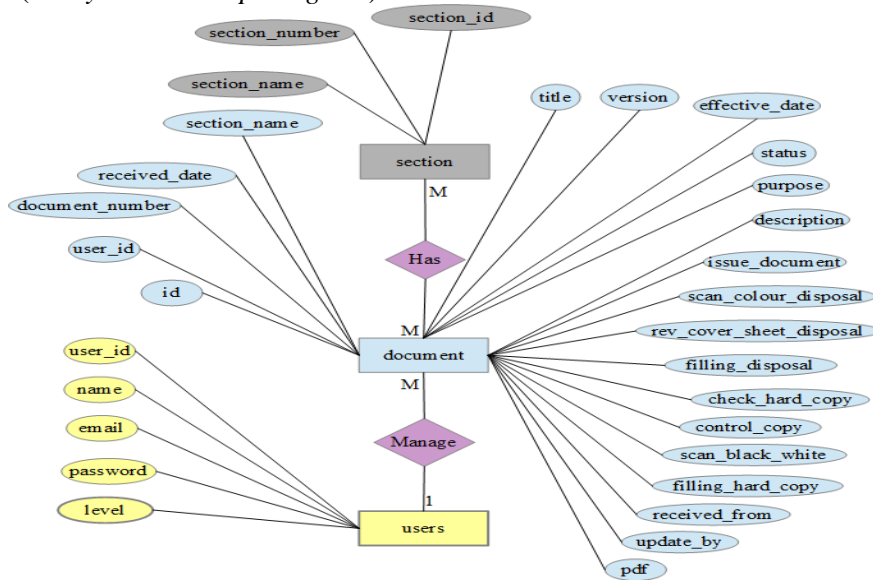 section_id
section_number
section_name
section_name
title
version
effective_date
status
section
received_date
purpose
M
document_number
description
user_id
Has
issue_document
id
scan_colour_disposal
M
rev_cover_sheet_disposal
user_id
document
filling_disposal
M
name
check_hard_copy
email
control_copy
Manage
scan_black_white
password
filling_hard_copy
1
level
received_from
users
update_by
pdf